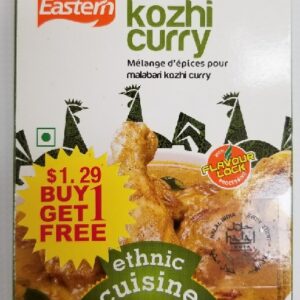 Eastern
kozhi
curry
Mélange d'épices pour
malabari kozhi curry
FLAVOUR
LOCK
$1.29
BUY 1
GET
FREE
ethnic
cuisine